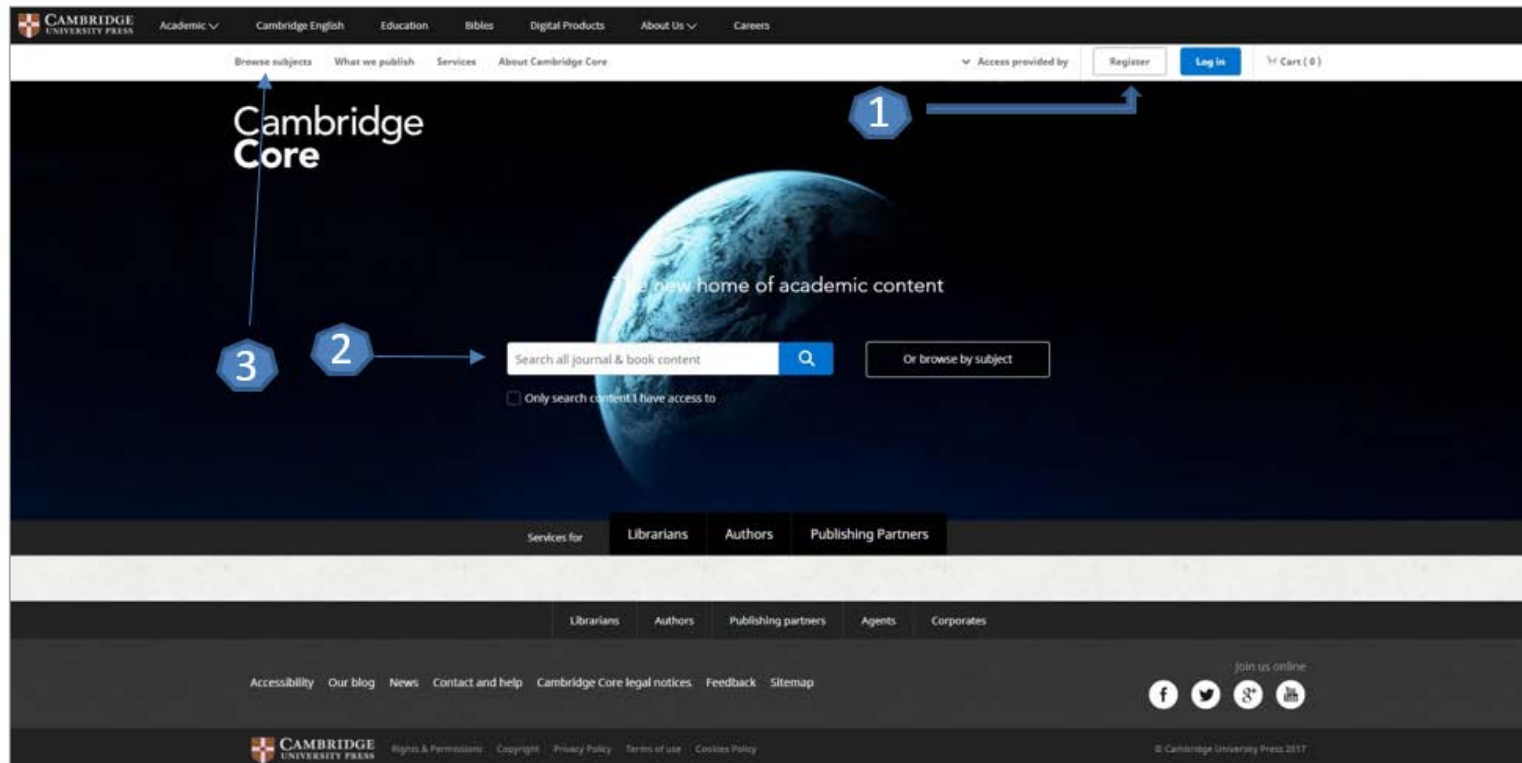 CAMBRIDGE
UNIVERSITY PRESS
Academic Cambridge English Education Bibles Digital Products About Us Careers
Browse subjects What we publish Services About Cambridge Core Access provided by Register Log in Cart ( 0 )
1
Cambridge
Core
The new home of academic content
3 2
Search all journal & book content Or browse by subject
Only search content I have access to
Services for Librarians Authors Publishing Partners
Librarians Authors Publishing partners Agents Corporates
Join us online
Accessibility Our blog News Contact and help Cambridge Core legal notices Feedback Sitemap
f g+ You Tube
CAMBRIDGE
UNIVERSITY PRESS
Rights & Permissions Copyright Privacy Policy Terms of use Cookies Policy © Cambridge University Press 2017